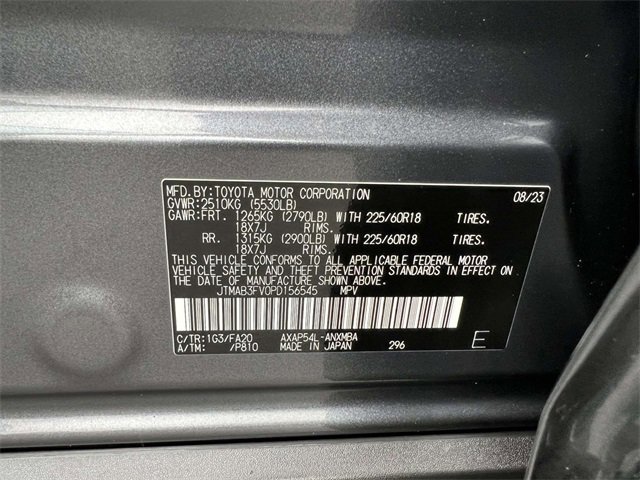 MFD.BY:TOYOTA MOTOR CORPORATION 08/23
GVWR:2510KG (5530LB)
GAWR:FRT. 1265KG (2790LB) WITH 225/60R18 TIRES.
18X7J RIMS.
RR. 1315KG (2900LB) WITH 225/60R18 TIRES.
18X7J RIMS.
THIS VEHICLE CONFORMS TO ALL APPLICABLE FEDERAL MOTOR
VEHICLE SAFETY AND THEFT PREVENTION STANDARDS IN EFFECT ON
THE DATE OF MANUFACTURE SHOWN ABOVE.
JTMAB3FV0PD156545 MPV
C/TR:1G3/FA20 AXAP54L-ANXMBA
A/TM: /P810 MADE IN JAPAN 296 E